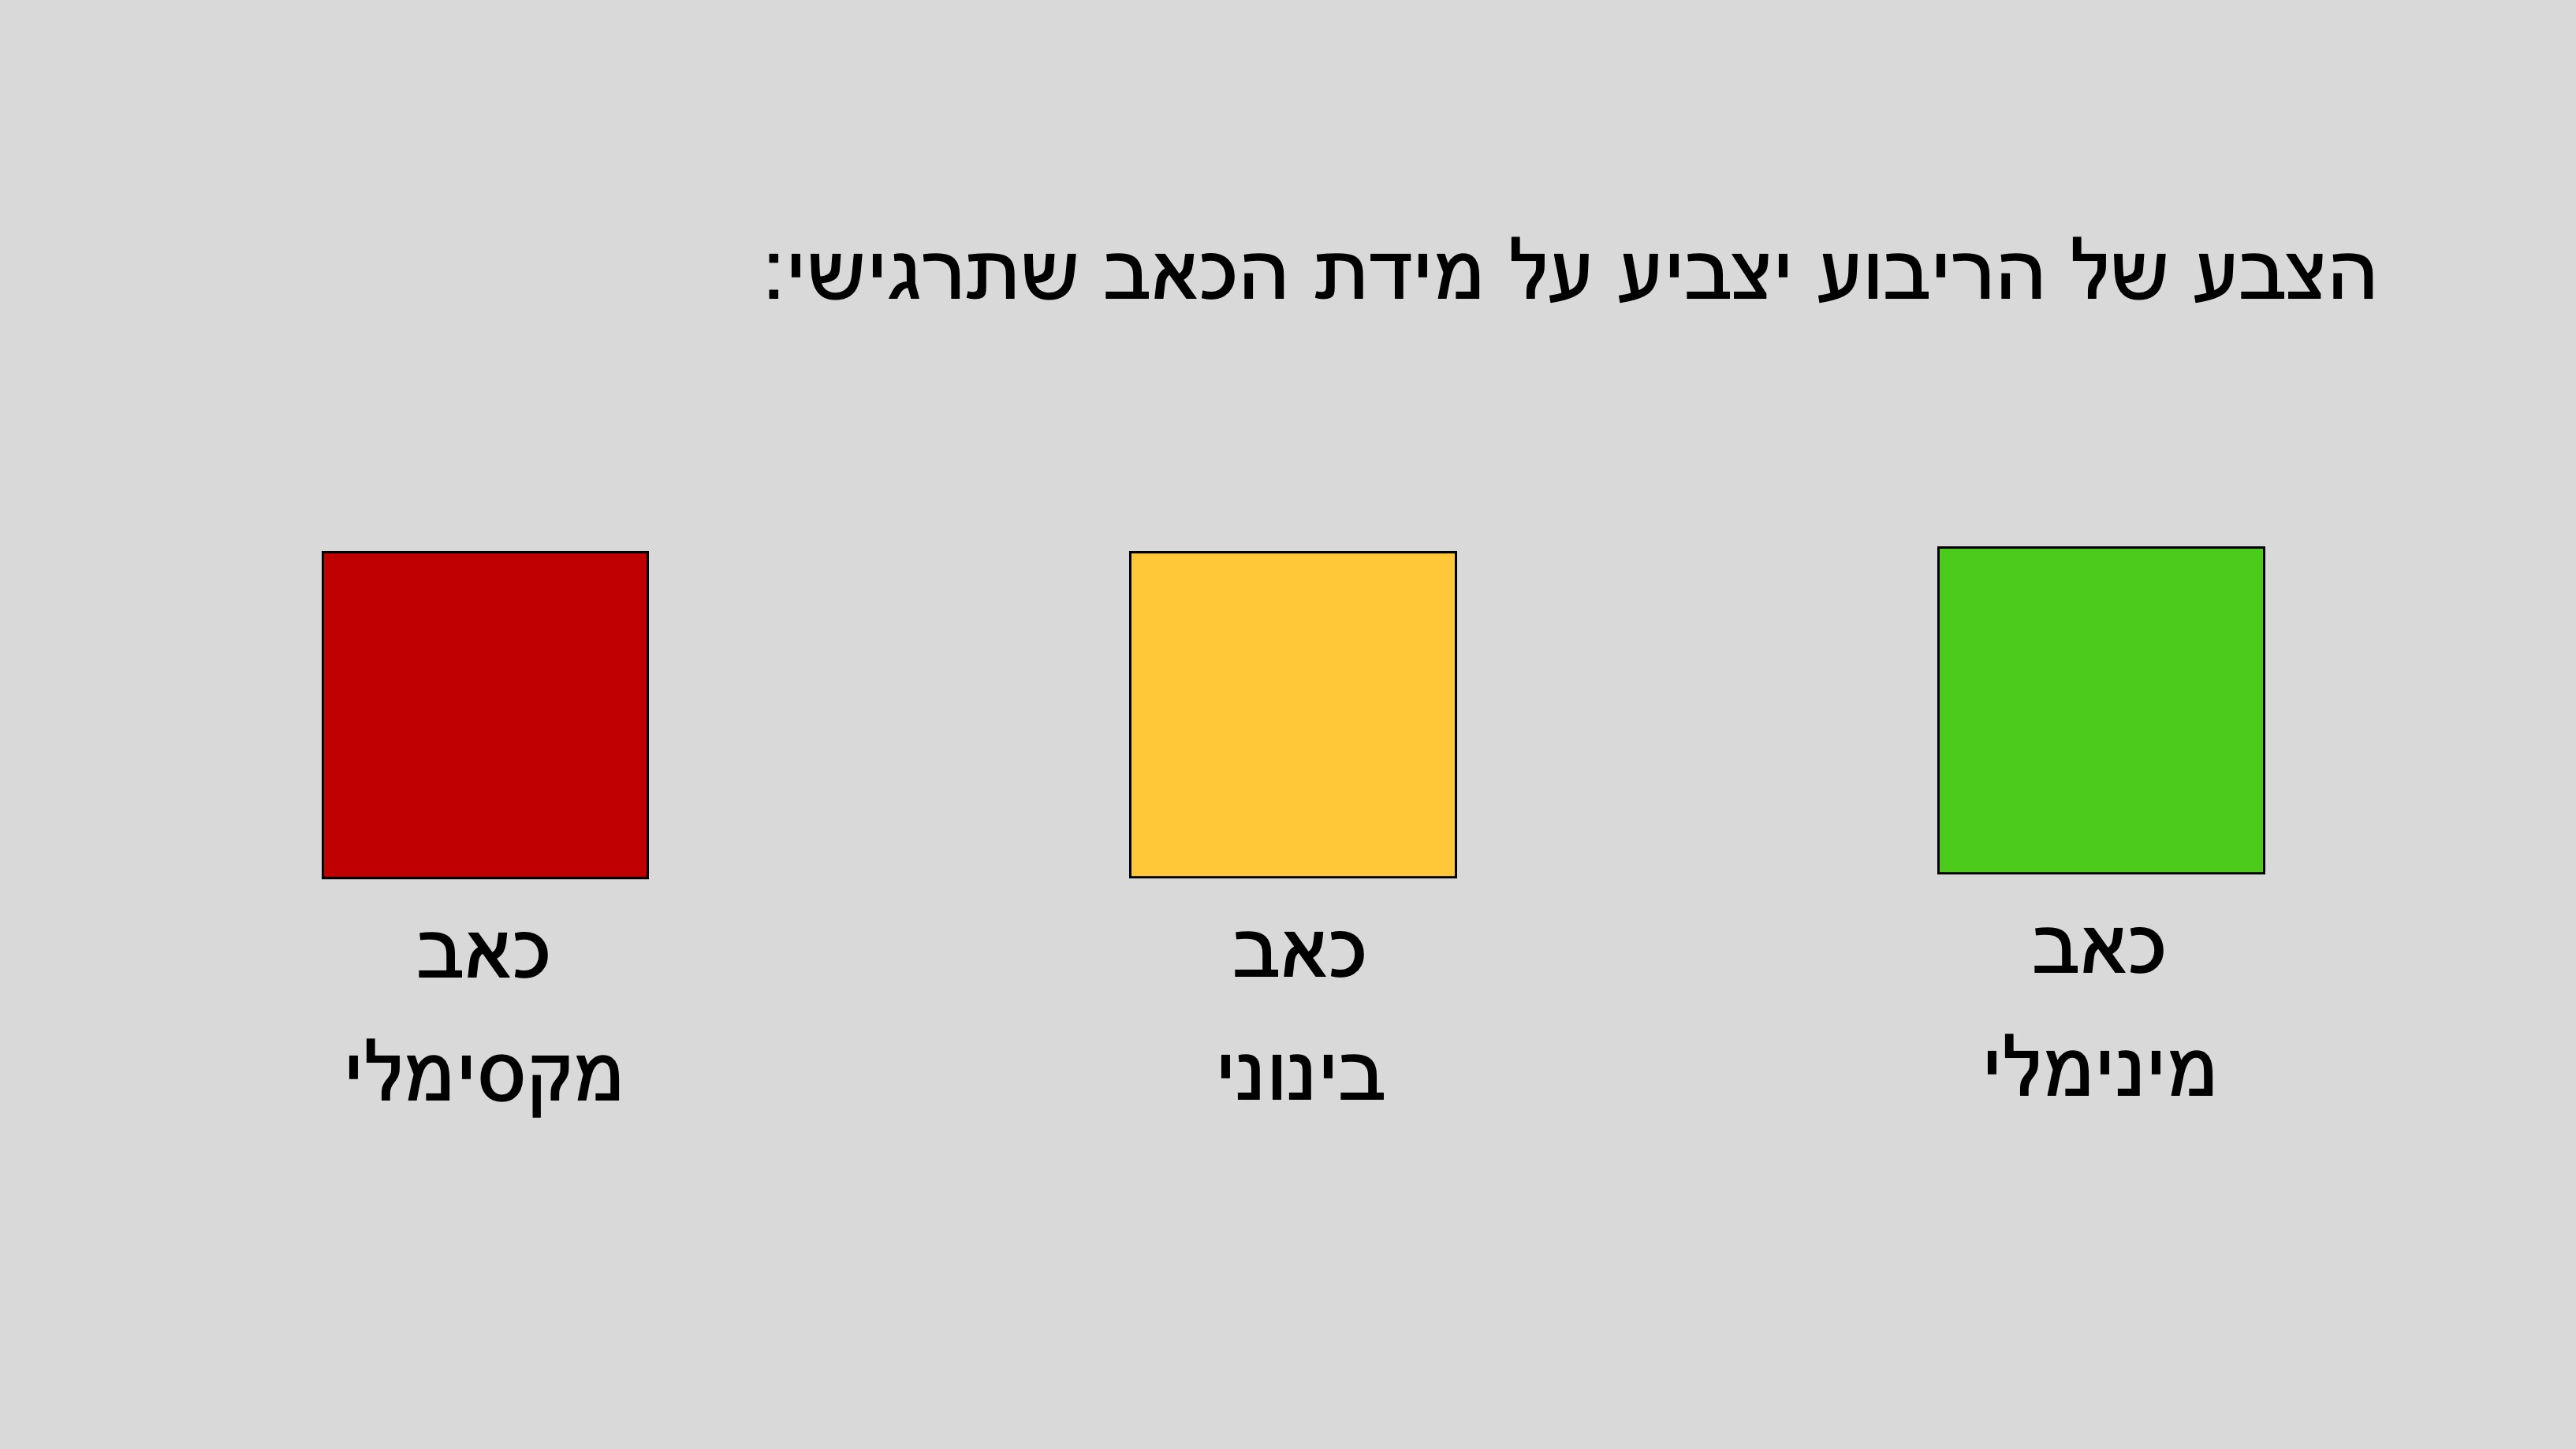 הצבע של הריבוע יצביע על מידת הכאב שתרגישי:
כאב
מינימלי
כאב
בינוני
כאב
מקסימלי